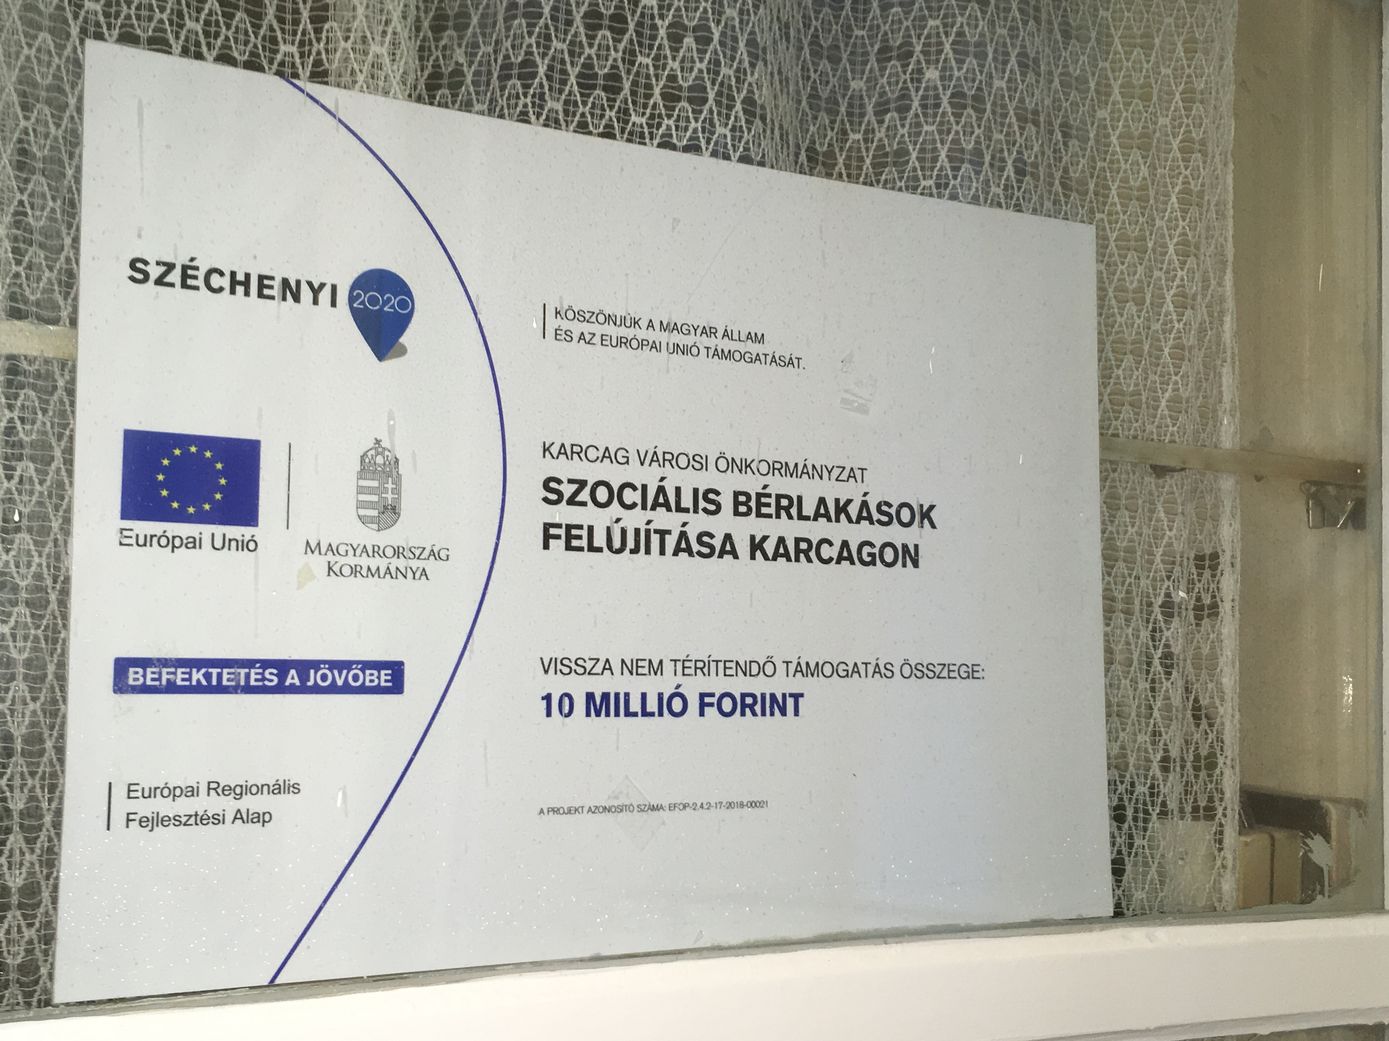 SZÉCHENYI 2020
Európai Unió
MAGYARORSZÁG
KORMÁNYA
BEFEKTETÉS A JÖVŐBE
Európai Regionális
Fejlesztési Alap
KÖSZÖNJÜK A MAGYAR ÁLLAM
ÉS AZ EURÓPAI UNIÓ TÁMOGATÁSÁT.
KARCAG VÁROSI ÖNKORMÁNYZAT
SZOCIÁLIS BÉRLAKÁSOK
FELÚJÍTÁSA KARCAGON
VISSZA NEM TÉRÍTENDŐ TÁMOGATÁS ÖSSZEGE:
10 MILLIÓ FORINT
A PROJEKT AZONOSÍTÓ SZÁMA: EFOP-2.4.2-17-2018-00021